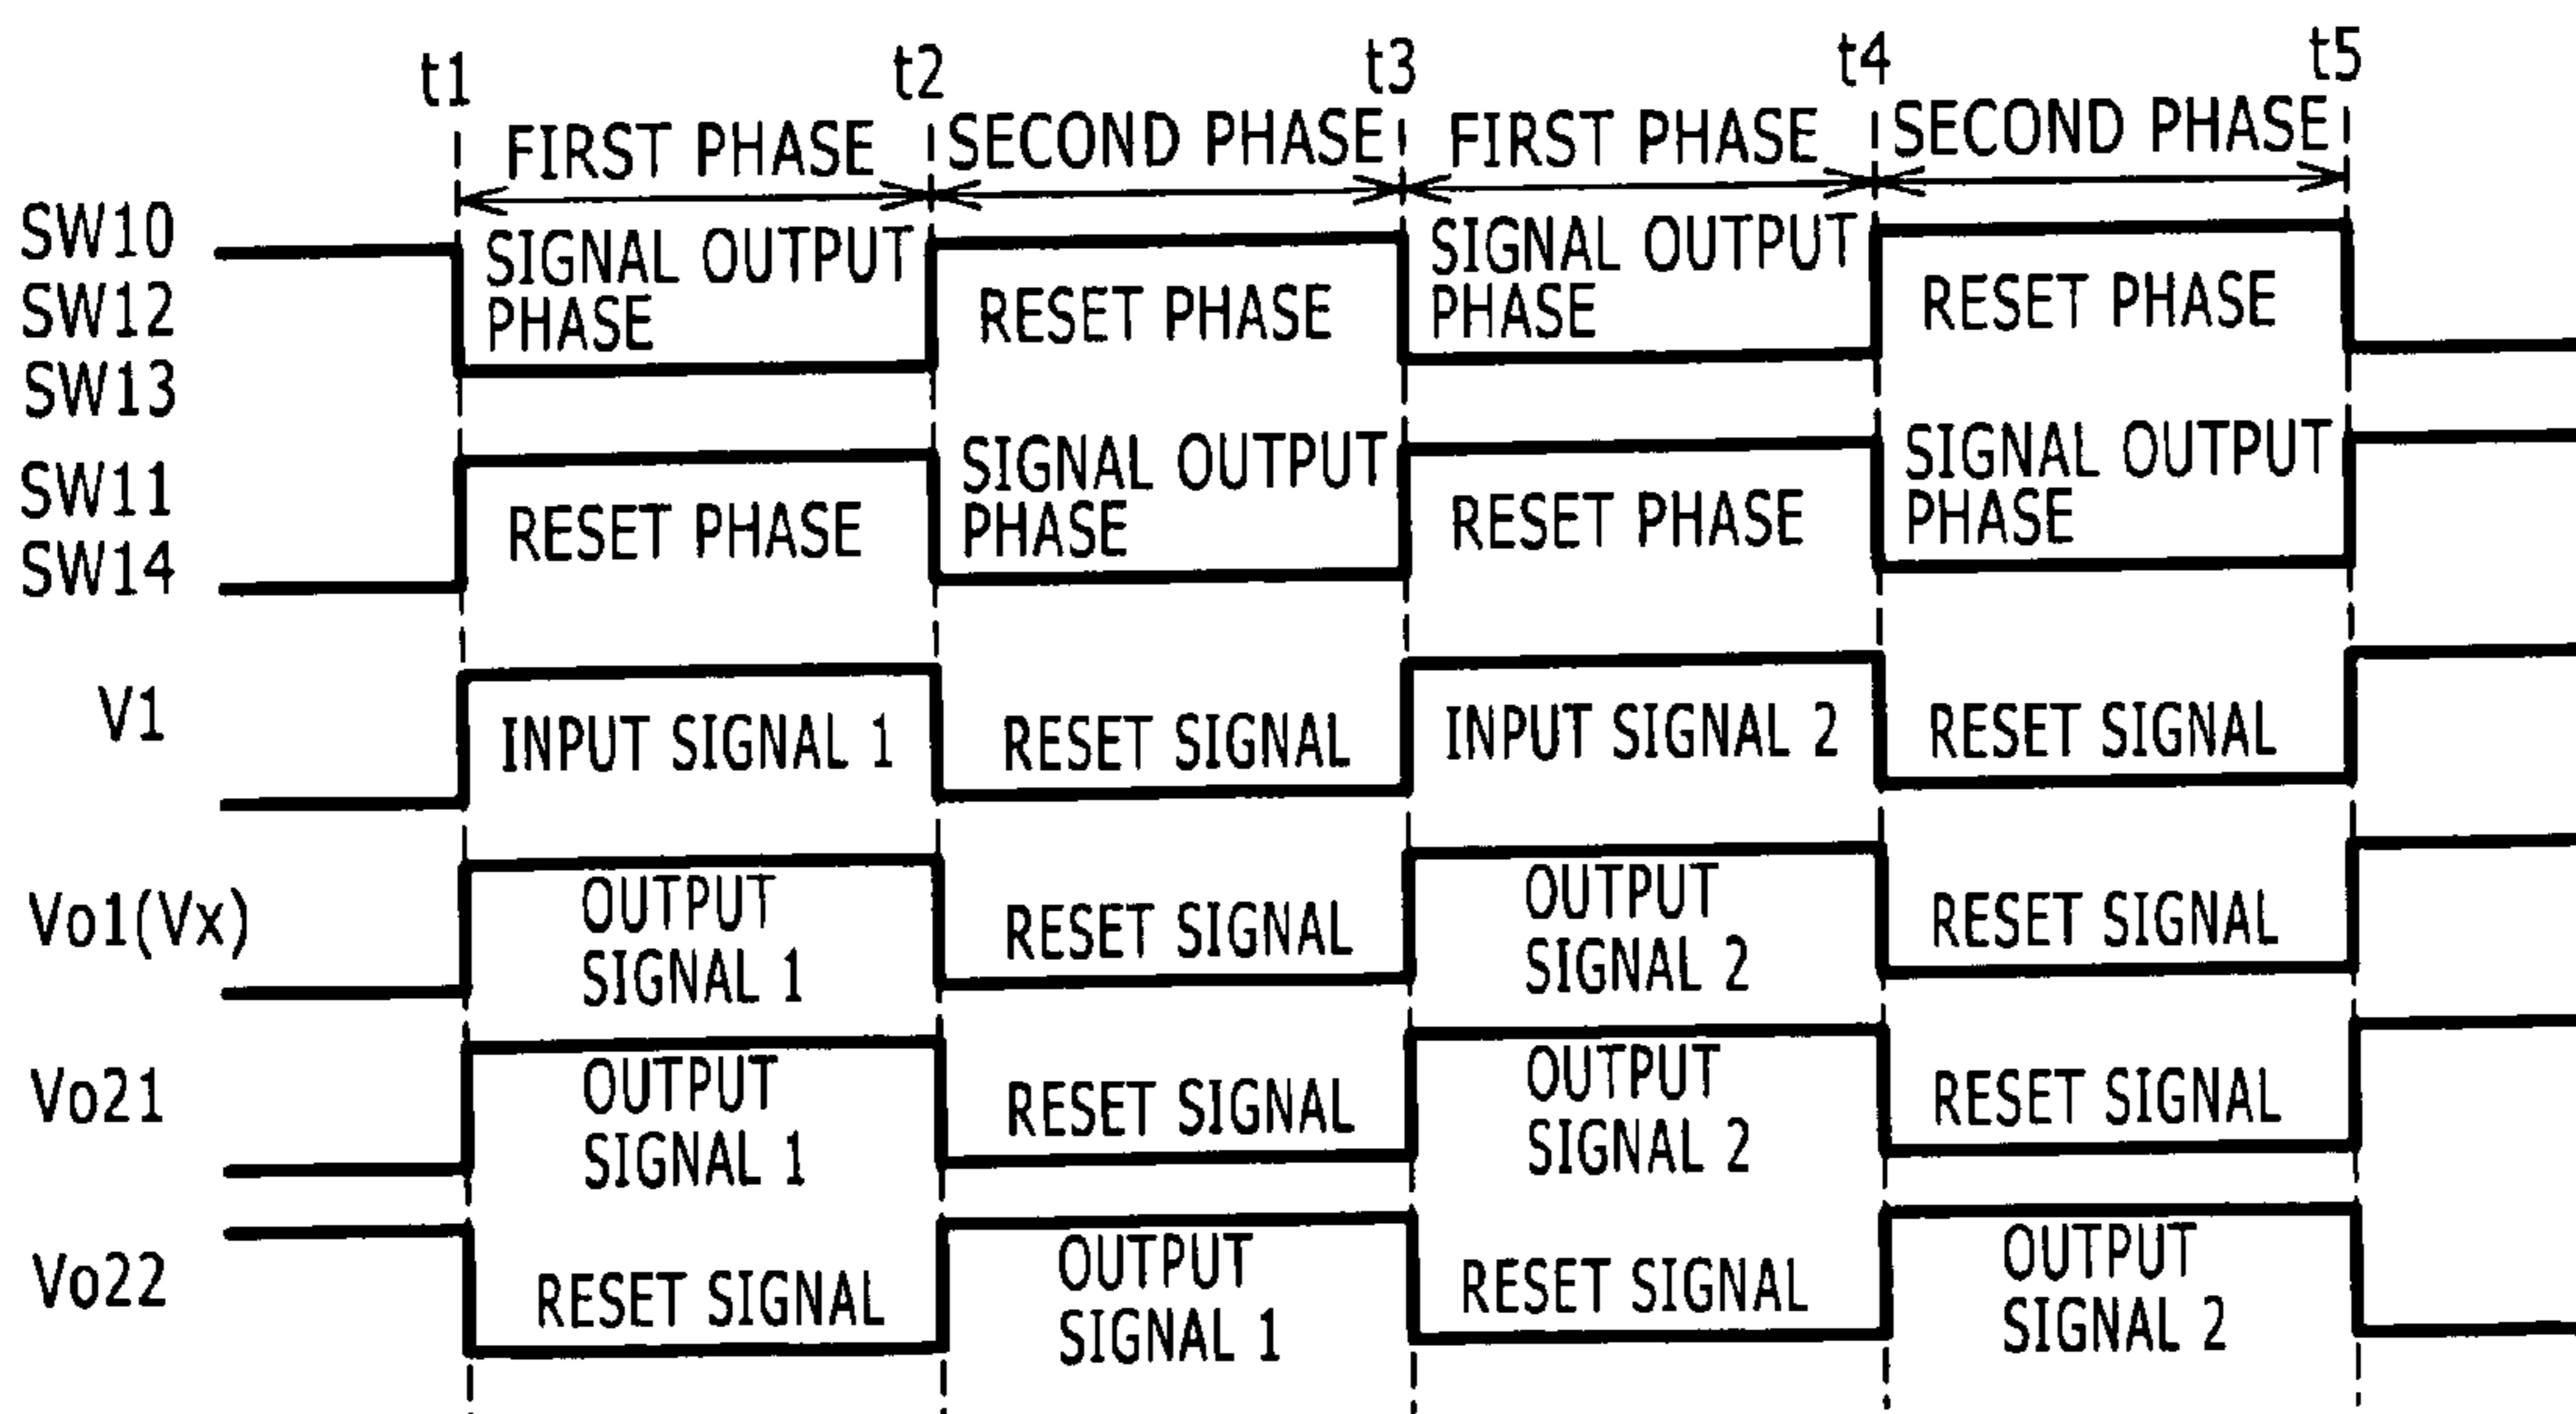 t1 t2 t3 t4 t5
FIRST PHASE SECOND PHASE FIRST PHASE SECOND PHASE
SW10
SW12
SW13
SIGNAL OUTPUT
PHASE
RESET PHASE
SIGNAL OUTPUT
PHASE
RESET PHASE
SW11
SW14
RESET PHASE
SIGNAL OUTPUT
PHASE
RESET PHASE
SIGNAL OUTPUT
PHASE
V1
INPUT SIGNAL 1
RESET SIGNAL
INPUT SIGNAL 2
RESET SIGNAL
Vo1(Vx)
OUTPUT
SIGNAL 1
RESET SIGNAL
OUTPUT
SIGNAL 2
RESET SIGNAL
Vo21
OUTPUT
SIGNAL 1
RESET SIGNAL
OUTPUT
SIGNAL 2
RESET SIGNAL
Vo22
RESET SIGNAL
OUTPUT
SIGNAL 1
RESET SIGNAL
OUTPUT
SIGNAL 2